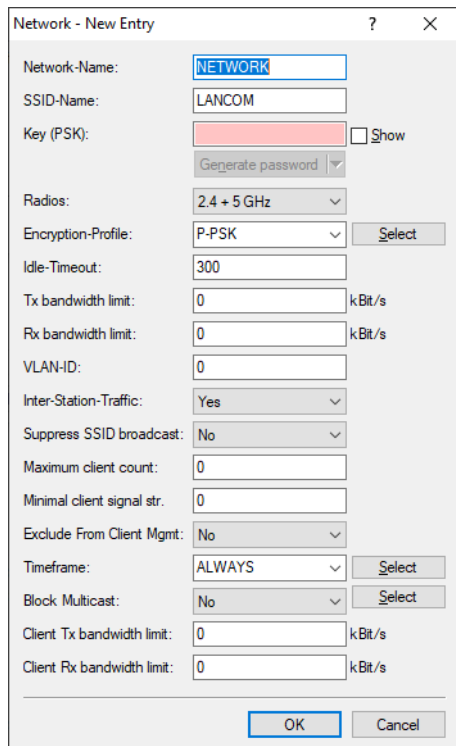 Network - New Entry ? ×
Network-Name: NETWORK
SSID-Name: LANCOM
Key (PSK): Show
Generate password
Radios: 2.4 + 5 GHz
Encryption-Profile: P-PSK Select
Idle-Timeout: 300
Tx bandwidth limit: 0 kBit/s
Rx bandwidth limit: 0 kBit/s
VLAN-ID: 0
Inter-Station-Traffic: Yes
Suppress SSID broadcast: No
Maximum client count: 0
Minimal client signal str. 0
Exclude From Client Mgmt: No
Timeframe: ALWAYS Select
Block Multicast: No Select
Client Tx bandwidth limit: 0 kBit/s
Client Rx bandwidth limit: 0 kBit/s
OK Cancel